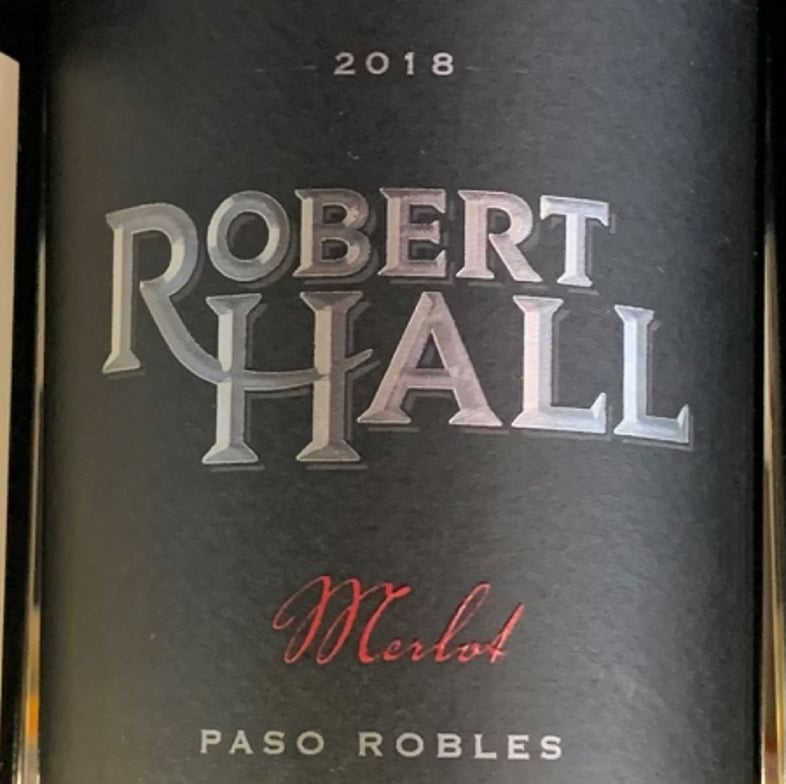 2018
ROBERT
HALL
Merlot
PASO ROBLES